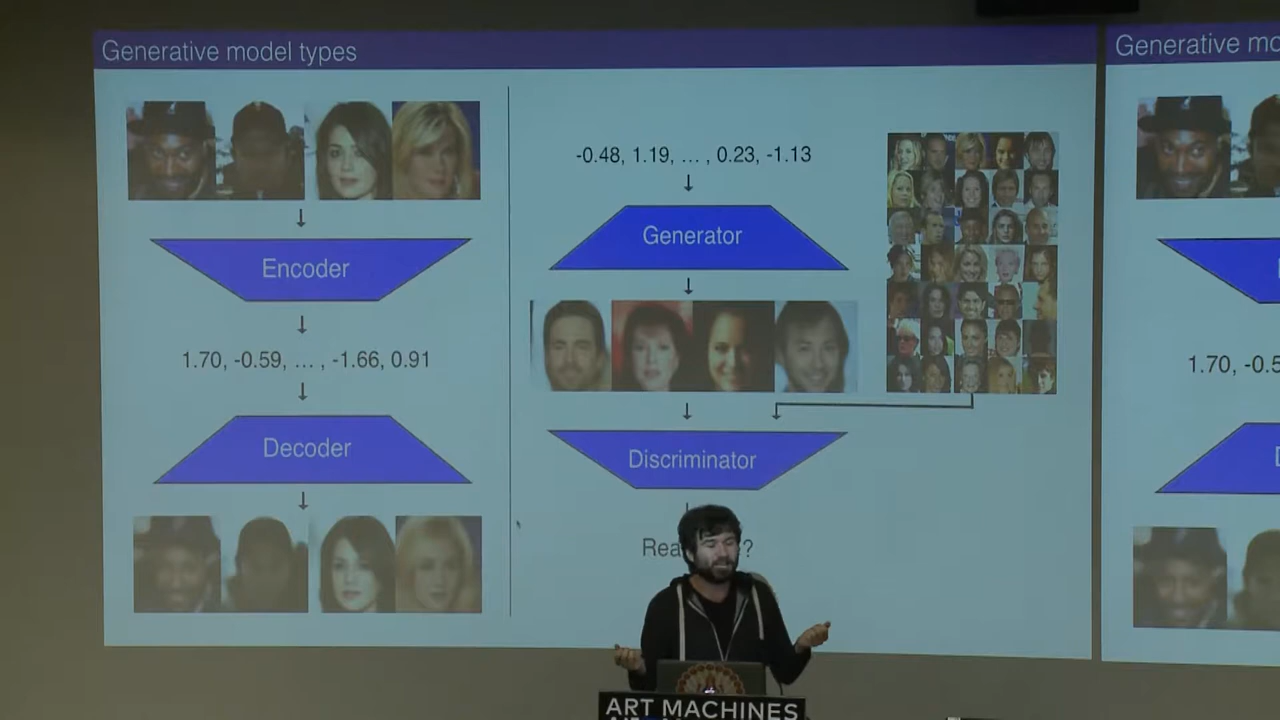 Generative model types
Encoder
1.70, -0.59, ... , -1.66, 0.91
Decoder
-0.48, 1.19, ... , 0.23, -1.13
Generator
Discriminator
Rea
?
Generative mo
1.70, -0.5
ART MACHINES